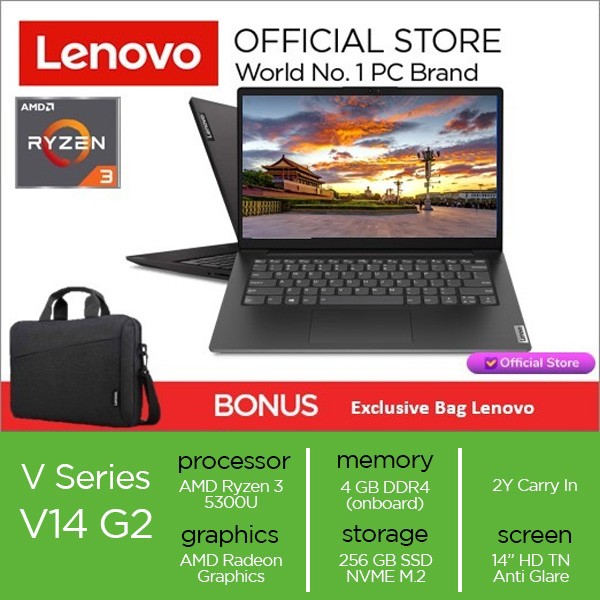 Lenovo
OFFICIAL STORE
World No. 1 PC Brand
AMD
RYZEN
3
Lenovo
Lenovo
Official Store
BONUS
Exclusive Bag Lenovo
V Series
V14 G2
processor
AMD Ryzen 3
5300U
graphics
AMD Radeon
Graphics
memory
4 GB DDR4
(onboard)
storage
256 GB SSD
NVME M.2
2Y Carry In
screen
14” HD TN
Anti Glare